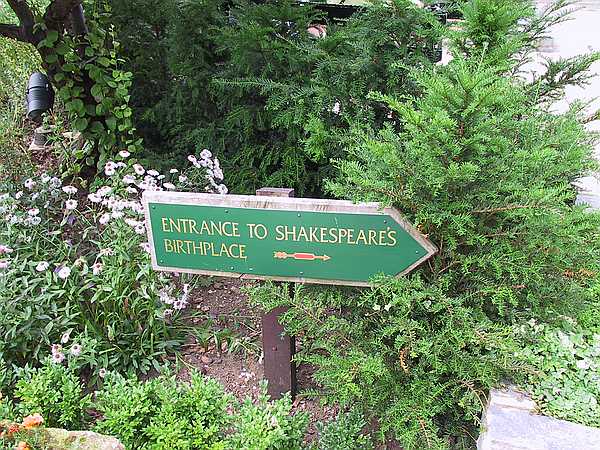 ENTRANCE TO SHAKESPEARE'S
BIRTHPLACE